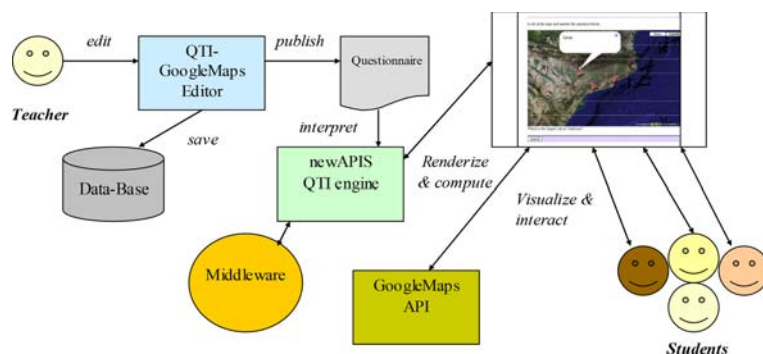 edit
publish
QTI-
GoogleMaps
Editor
Questionnaire
Teacher
save
interpret
Data-Base
newAPIS
QTI engine
Renderize
& compute
Visualize &
interact
Middleware
GoogleMaps
API
Students